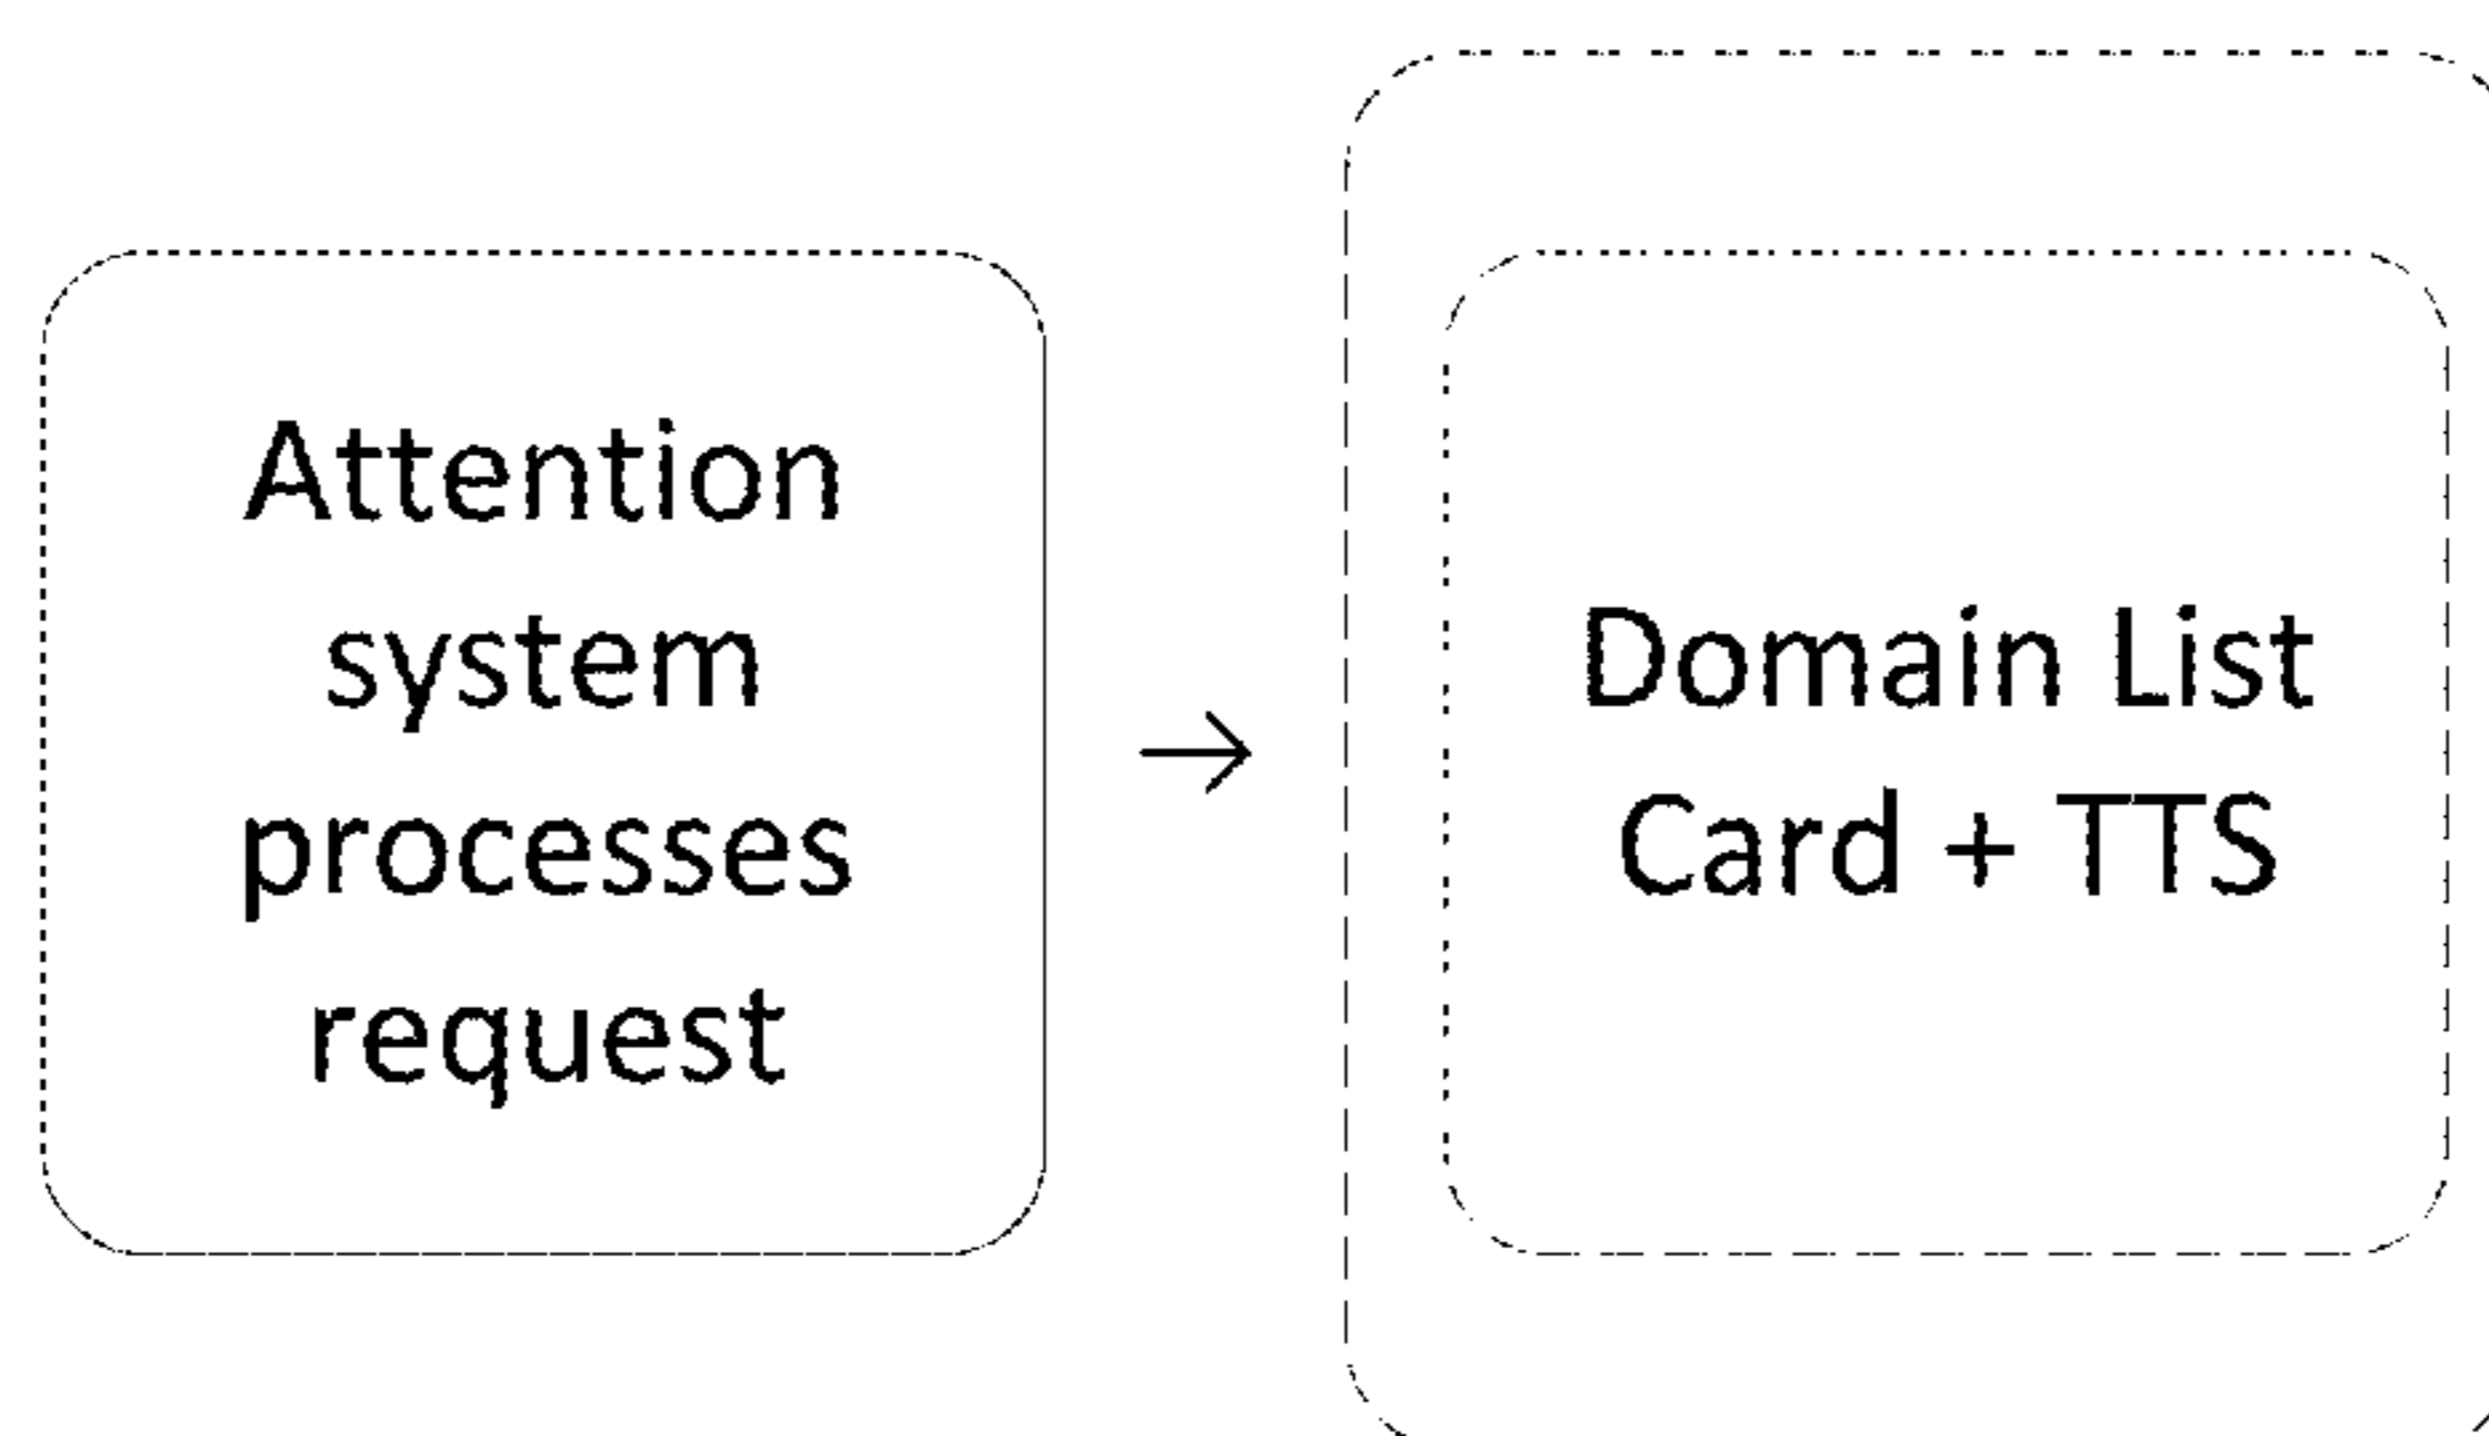 Attention
system
processes
request
→
Domain List
Card + TTS